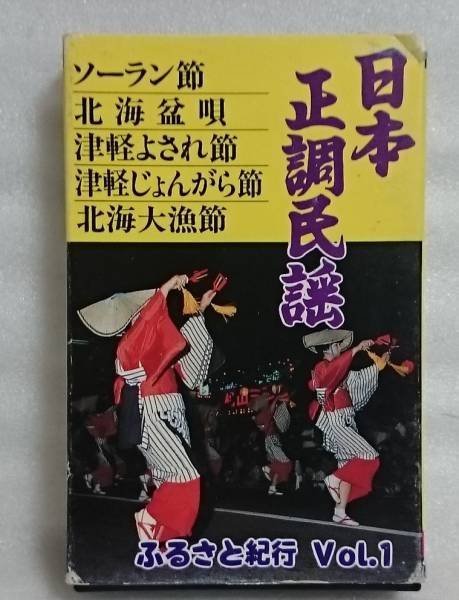 日本
正調民謡
ソーラン節
北海盆唄
津軽よされ節
津軽じょんがら節
北海大漁節
ふるさと紀行 Vol.1